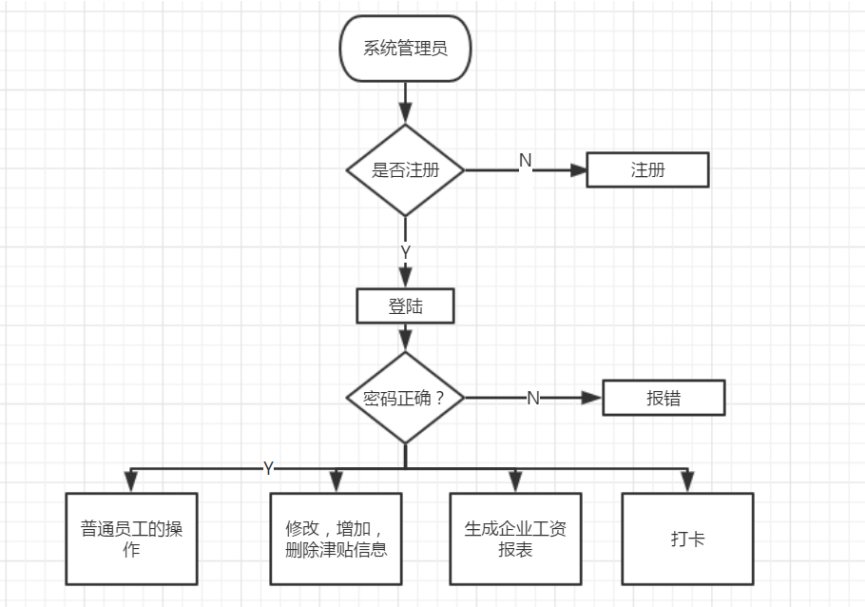 系统管理员
是否注册
N
注册
Y
登陆
密码正确？
N
报错
Y
普通员工的操
作
修改，增加，
删除津贴信息
生成企业工资
报表
打卡